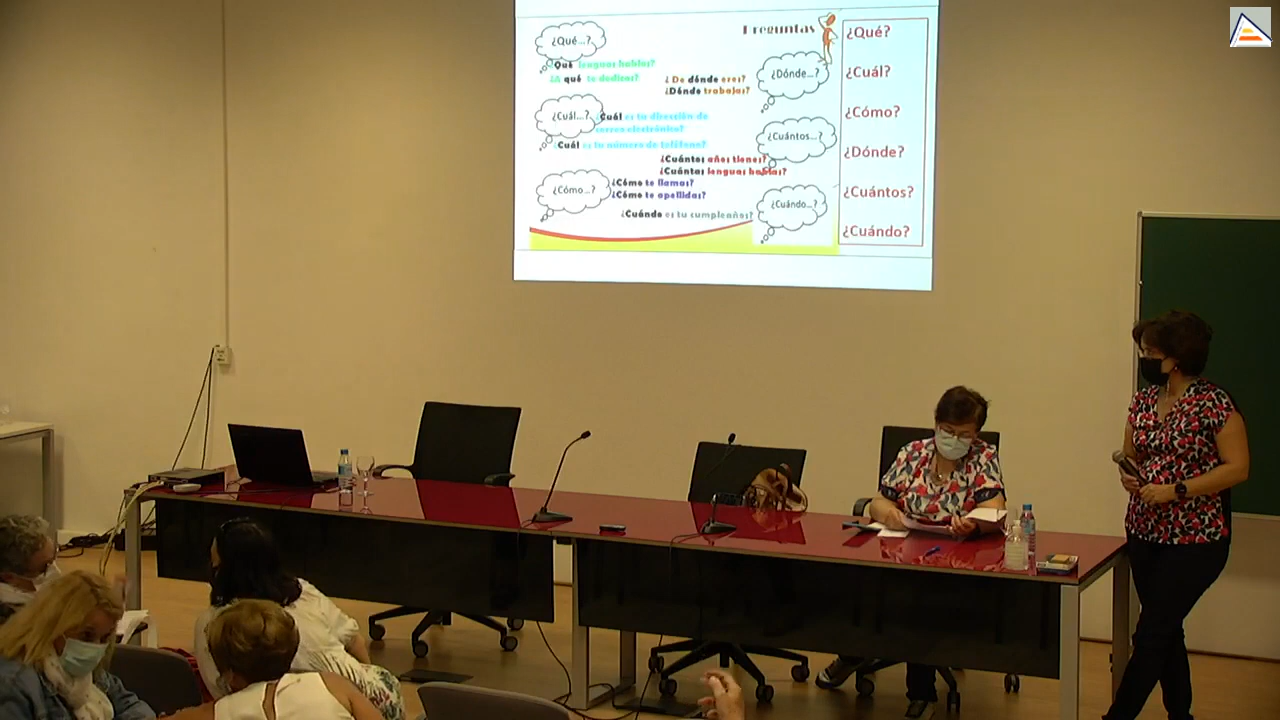 Preguntas
¿Qué...?
¿Qué lenguas hablas?
¿A qué te dedicas?
¿De dónde eres?
¿Dónde trabajas?
¿Dónde...?
¿Cuál...?
¿Cuál es tu dirección de
correo electrónico?
¿Cuál es tu número de teléfono?
¿Cuántos...?
¿Cuántos años tienes?
¿Cuántas lenguas hablas?
¿Cómo...?
¿Cómo te llamas?
¿Cómo te apellidas?
¿Cuándo...?
¿Cuándo es tu cumpleaños?
¿Qué?
¿Cuál?
¿Cómo?
¿Dónde?
¿Cuántos?
¿Cuándo?